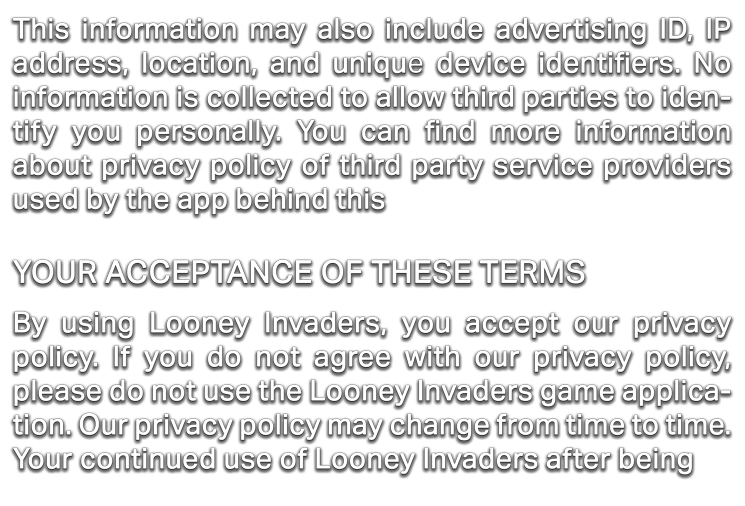 This information may also include advertising ID, IP
address, location, and unique device identifiers. No
information is collected to allow third parties to iden-
tify you personally. You can find more information
about privacy policy of third party service providers
used by the app behind this
YOUR ACCEPTANCE OF THESE TERMS
By using Looney Invaders, you accept our privacy
policy. If you do not agree with our privacy policy,
please do not use the Looney Invaders game applica-
tion. Our privacy policy may change from time to time.
Your continued use of Looney Invaders after being